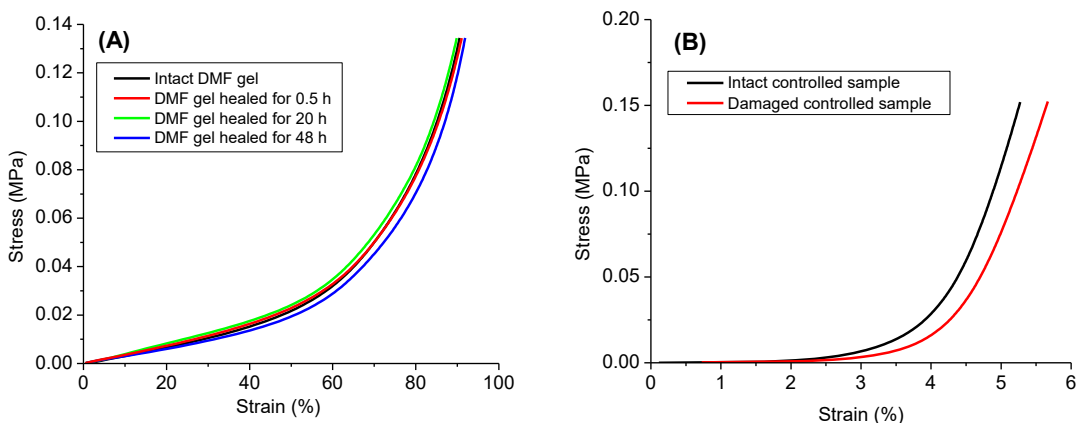 (A)
Intact DMF gel
DMF gel healed for 0.5 h
DMF gel healed for 20 h
DMF gel healed for 48 h
Stress (MPa)
0.14
0.12
0.10
0.08
0.06
0.04
0.02
0.00
0
20
40
60
80
100
Strain (%)
(B)
Intact controlled sample
Damaged controlled sample
Stress (MPa)
0.20
0.15
0.10
0.05
0.00
0
1
2
3
4
5
6
Strain (%)